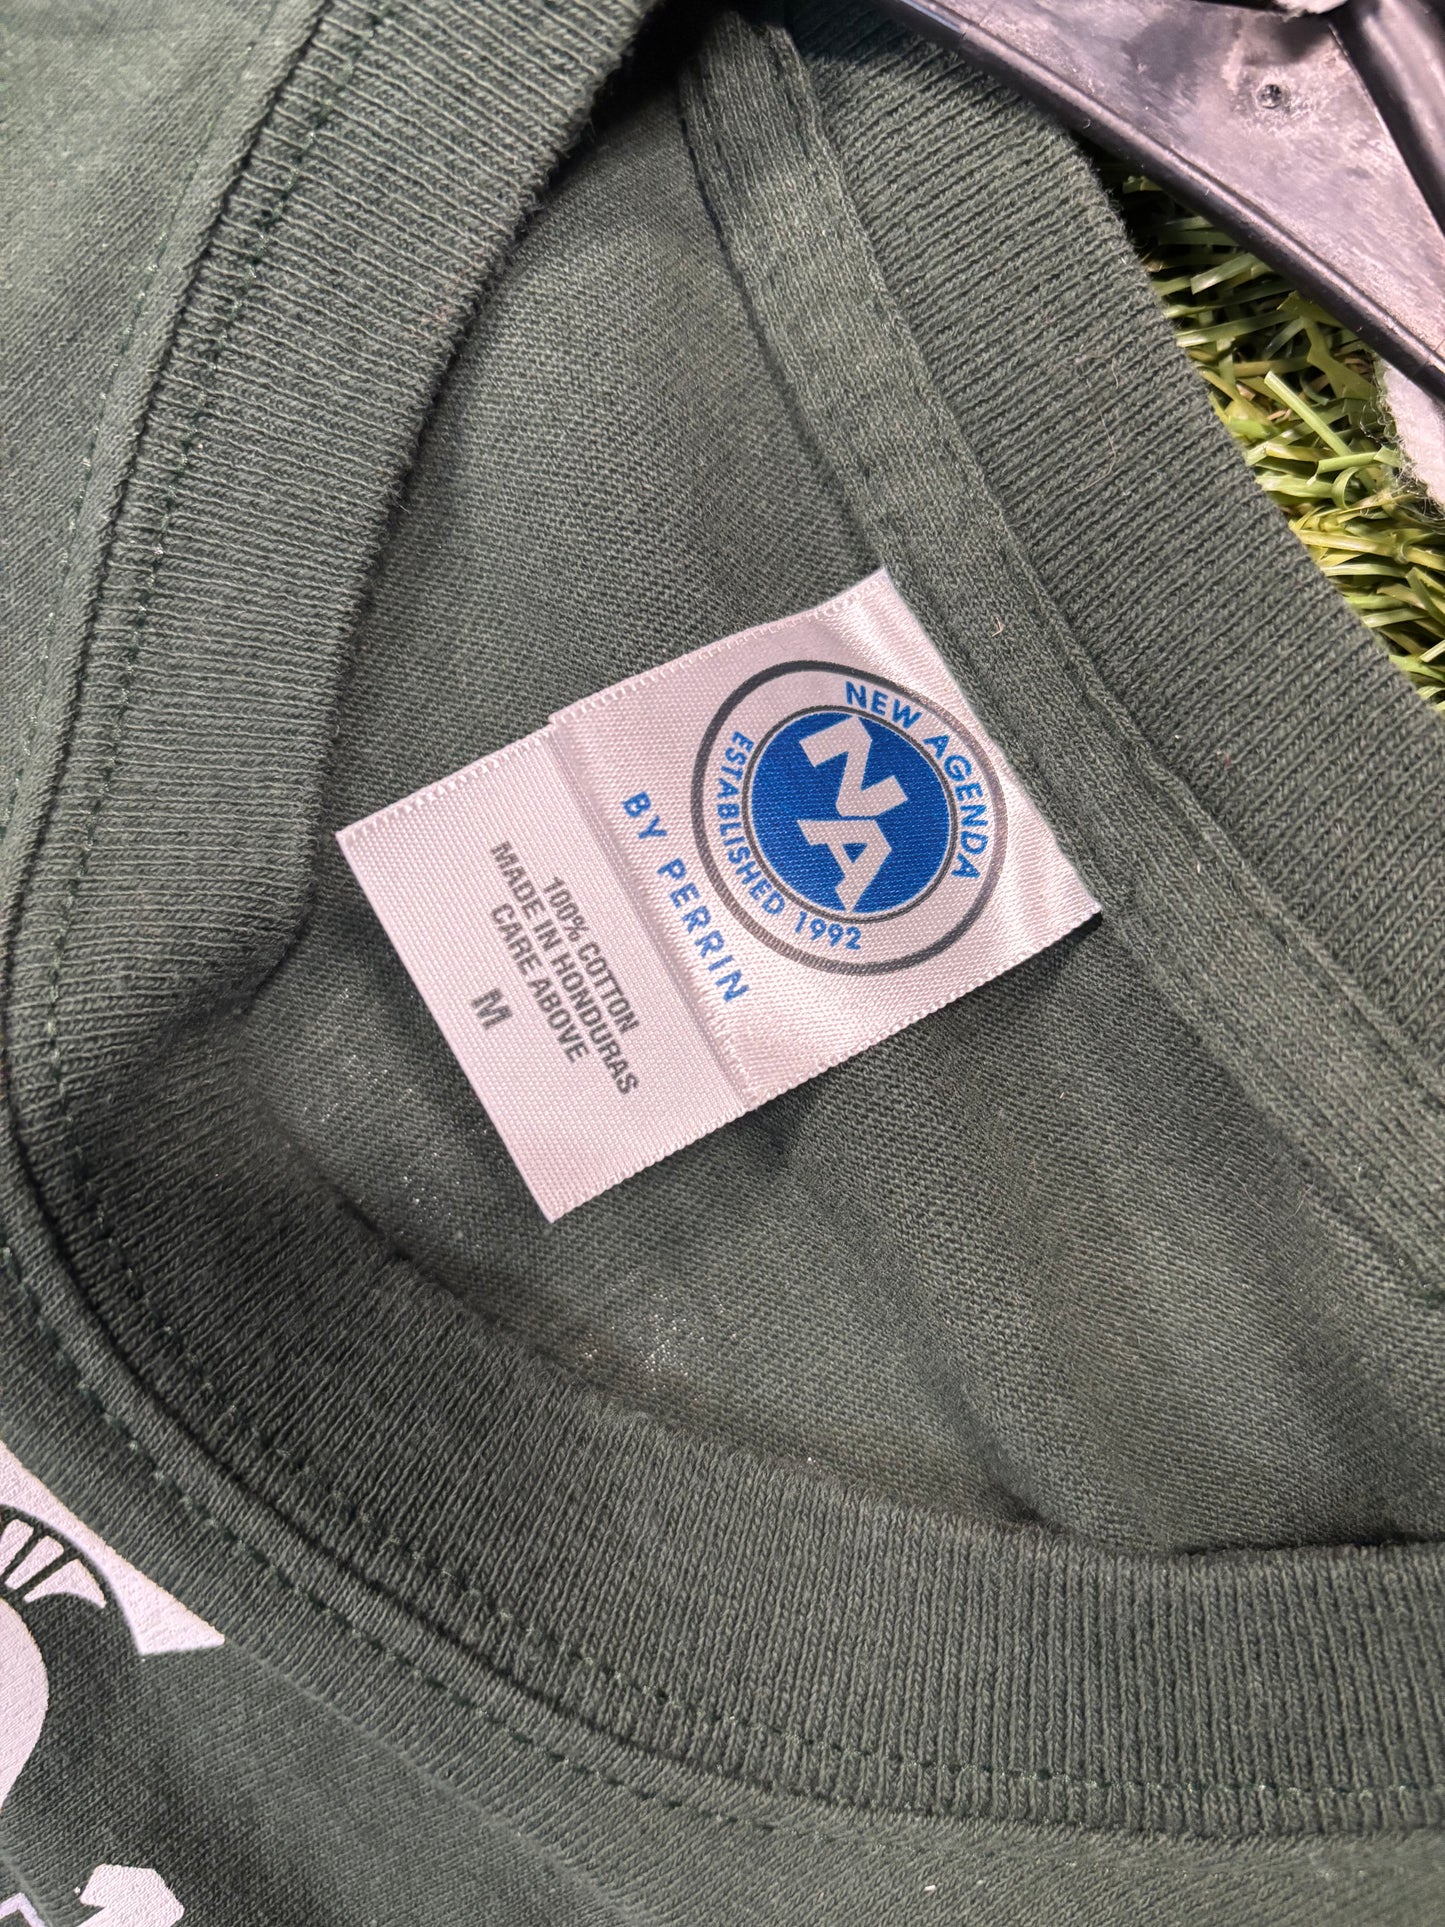 NEW AGENDA
NA
ESTABLISHED 1992
BY PERRIN
100% COTTON
MADE IN HONDURAS
CARE ABOVE
M